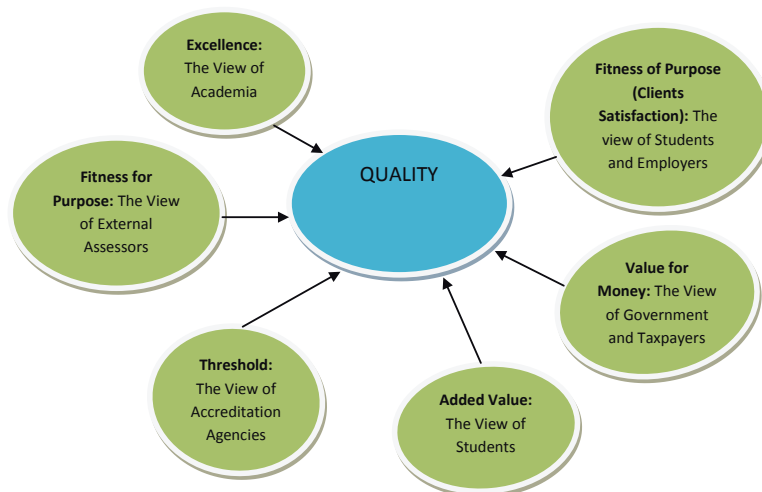 Excellence:
The View of
Academia
Fitness of Purpose
(Clients
Satisfaction): The
view of Students
and Employers
QUALITY
Fitness for
Purpose: The View
of External
Assessors
Value for
Money: The View
of Government
and Taxpayers
Threshold:
The View of
Accreditation
Agencies
Added Value:
The View of
Students